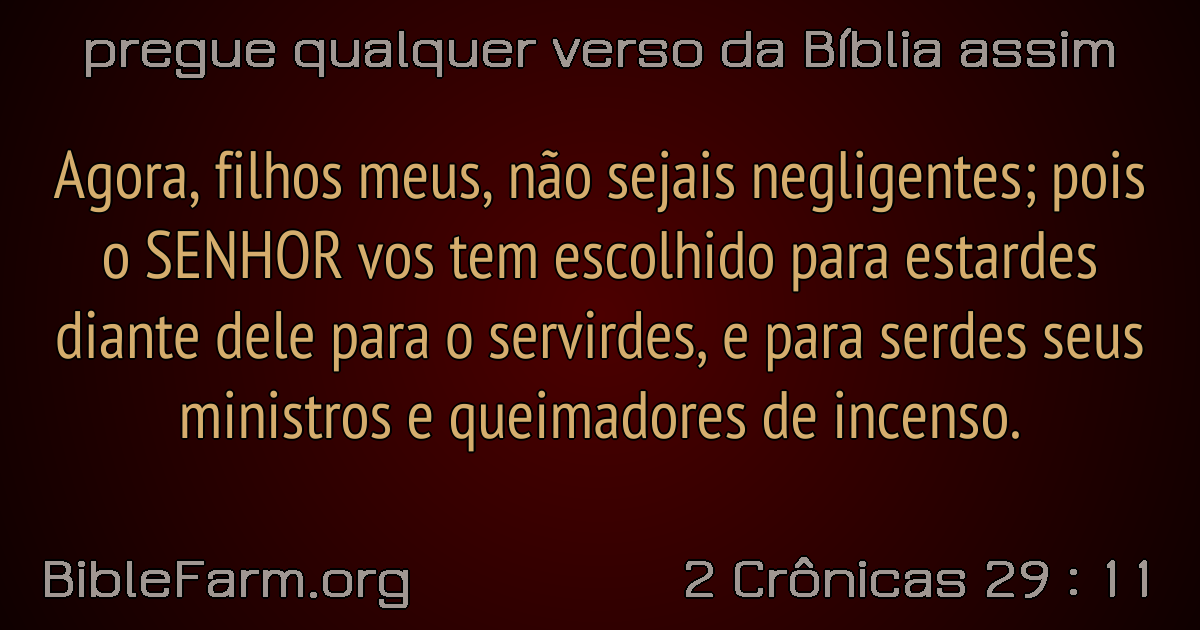 pregue qualquer verso da Bíblia assim
Agora, filhos meus, não sejais negligentes; pois
o SENHOR vos tem escolhido para estardes
diante dele para o servirdes, e para serdes seus
ministros e queimadores de incenso.
BibleFarm.org
2 Crônicas 29 : 11